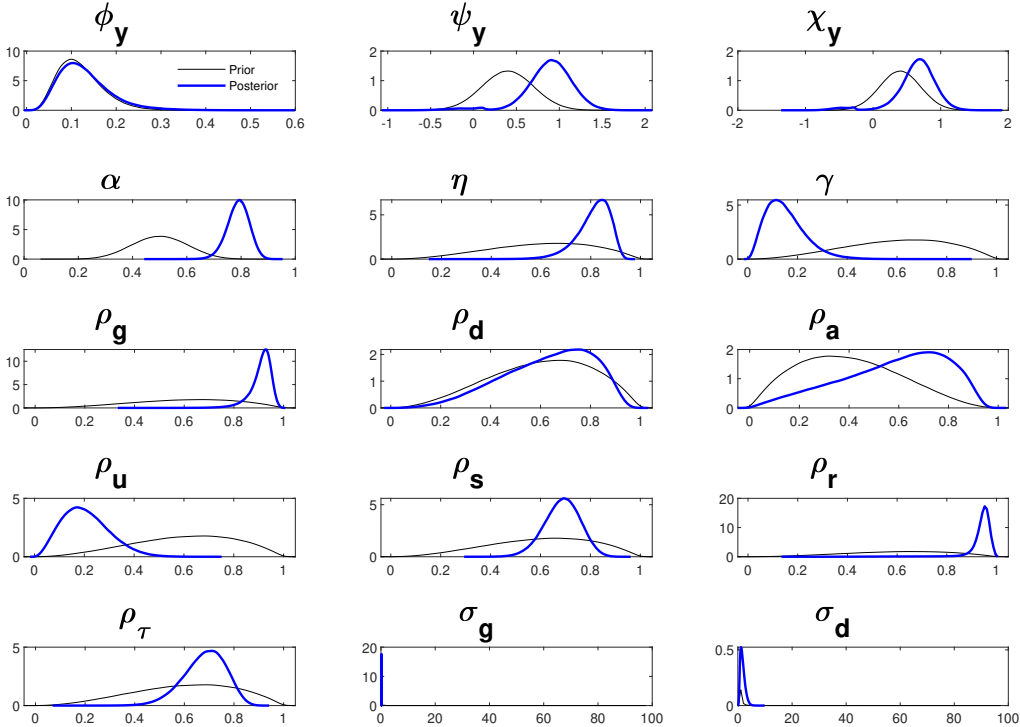 ϕ_y ψ_y χ_y
10 5 0 Prior Posterior 2 1 0 2 1 0
0 0.1 0.2 0.3 0.4 0.5 0.6 -1 -0.5 0 0.5 1 1.5 2 -2 -1 0 1 2
α η γ
10 5 0 5 0 5 0
0 0.2 0.4 0.6 0.8 1 0 0.2 0.4 0.6 0.8 1 0 0.2 0.4 0.6 0.8 1
ρ_g ρ_d ρ_a
10 5 0 2 1 0 2 1 0
0 0.2 0.4 0.6 0.8 1 0 0.2 0.4 0.6 0.8 1 0 0.2 0.4 0.6 0.8 1
ρ_u ρ_s ρ_r
5 0 5 0 20 10 0
0 0.2 0.4 0.6 0.8 1 0 0.2 0.4 0.6 0.8 1 0 0.2 0.4 0.6 0.8 1
ρ_τ σ_g σ_d
5 0 20 10 0 0.5 0
0 0.2 0.4 0.6 0.8 1 0 20 40 60 80 100 0 20 40 60 80 100